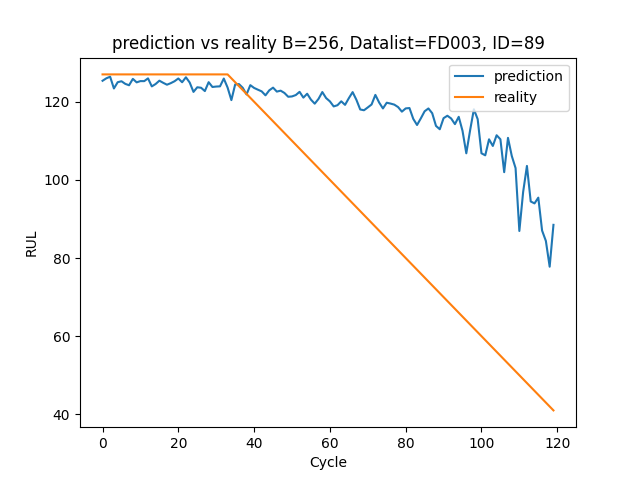 prediction vs reality B=256, Datalist=FD003, ID=89
prediction
reality
RUL
120
100
80
60
40
0 20 40 60 80 100 120
Cycle